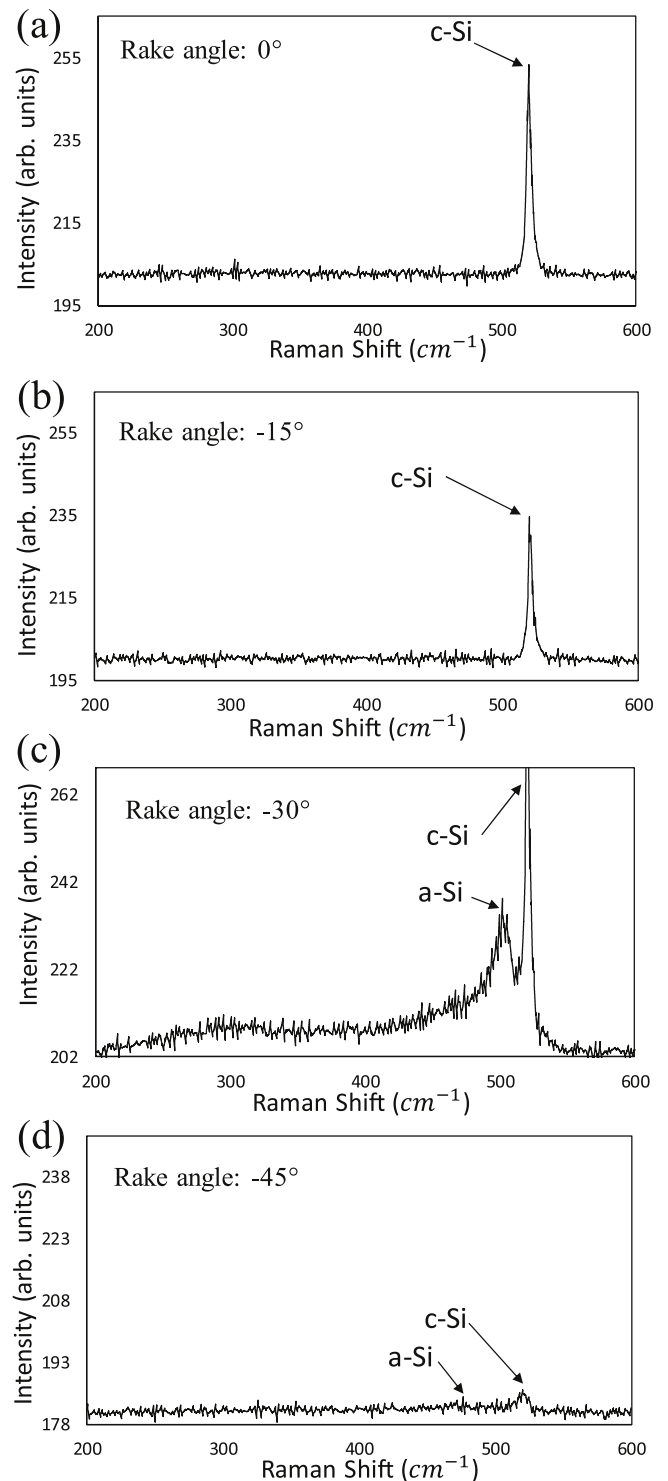 (a)
Rake angle: 0°
c-Si
255
235
215
195
Intensity (arb. units)
200 300 400 500 600
Raman Shift (cm⁻¹)
(b)
Rake angle: -15°
c-Si
255
235
215
195
Intensity (arb. units)
200 300 400 500 600
Raman Shift (cm⁻¹)
(c)
Rake angle: -30°
c-Si
a-Si
262
242
222
202
Intensity (arb. units)
200 300 400 500 600
Raman Shift (cm⁻¹)
(d)
Rake angle: -45°
c-Si
a-Si
238
223
208
193
178
Intensity (arb. units)
200 300 400 500 600
Raman Shift (cm⁻¹)